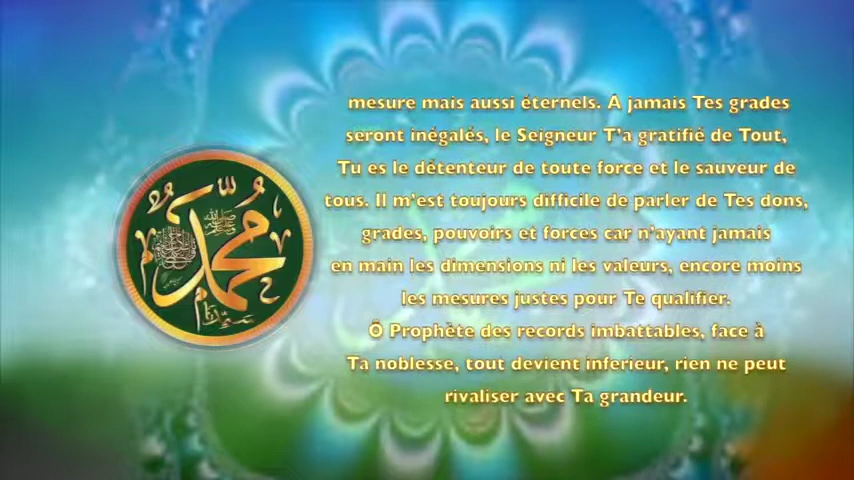 محمد
mesure mais aussi éternels. A jamais Tes grades
seront inégalés, le Seigneur T'a gratifié de Tout,
Tu es le détenteur de toute force et le sauveur de
tous. Il m'est toujours difficile de parler de Tes dons,
grades, pouvoirs et forces car n'ayant jamais
en main les dimensions ni les valeurs, encore moins
les mesures justes pour Te qualifier.
Ô Prophète des records imbattables, face à
Ta noblesse, tout devient inferieur, rien ne peut
rivaliser avec Ta grandeur.